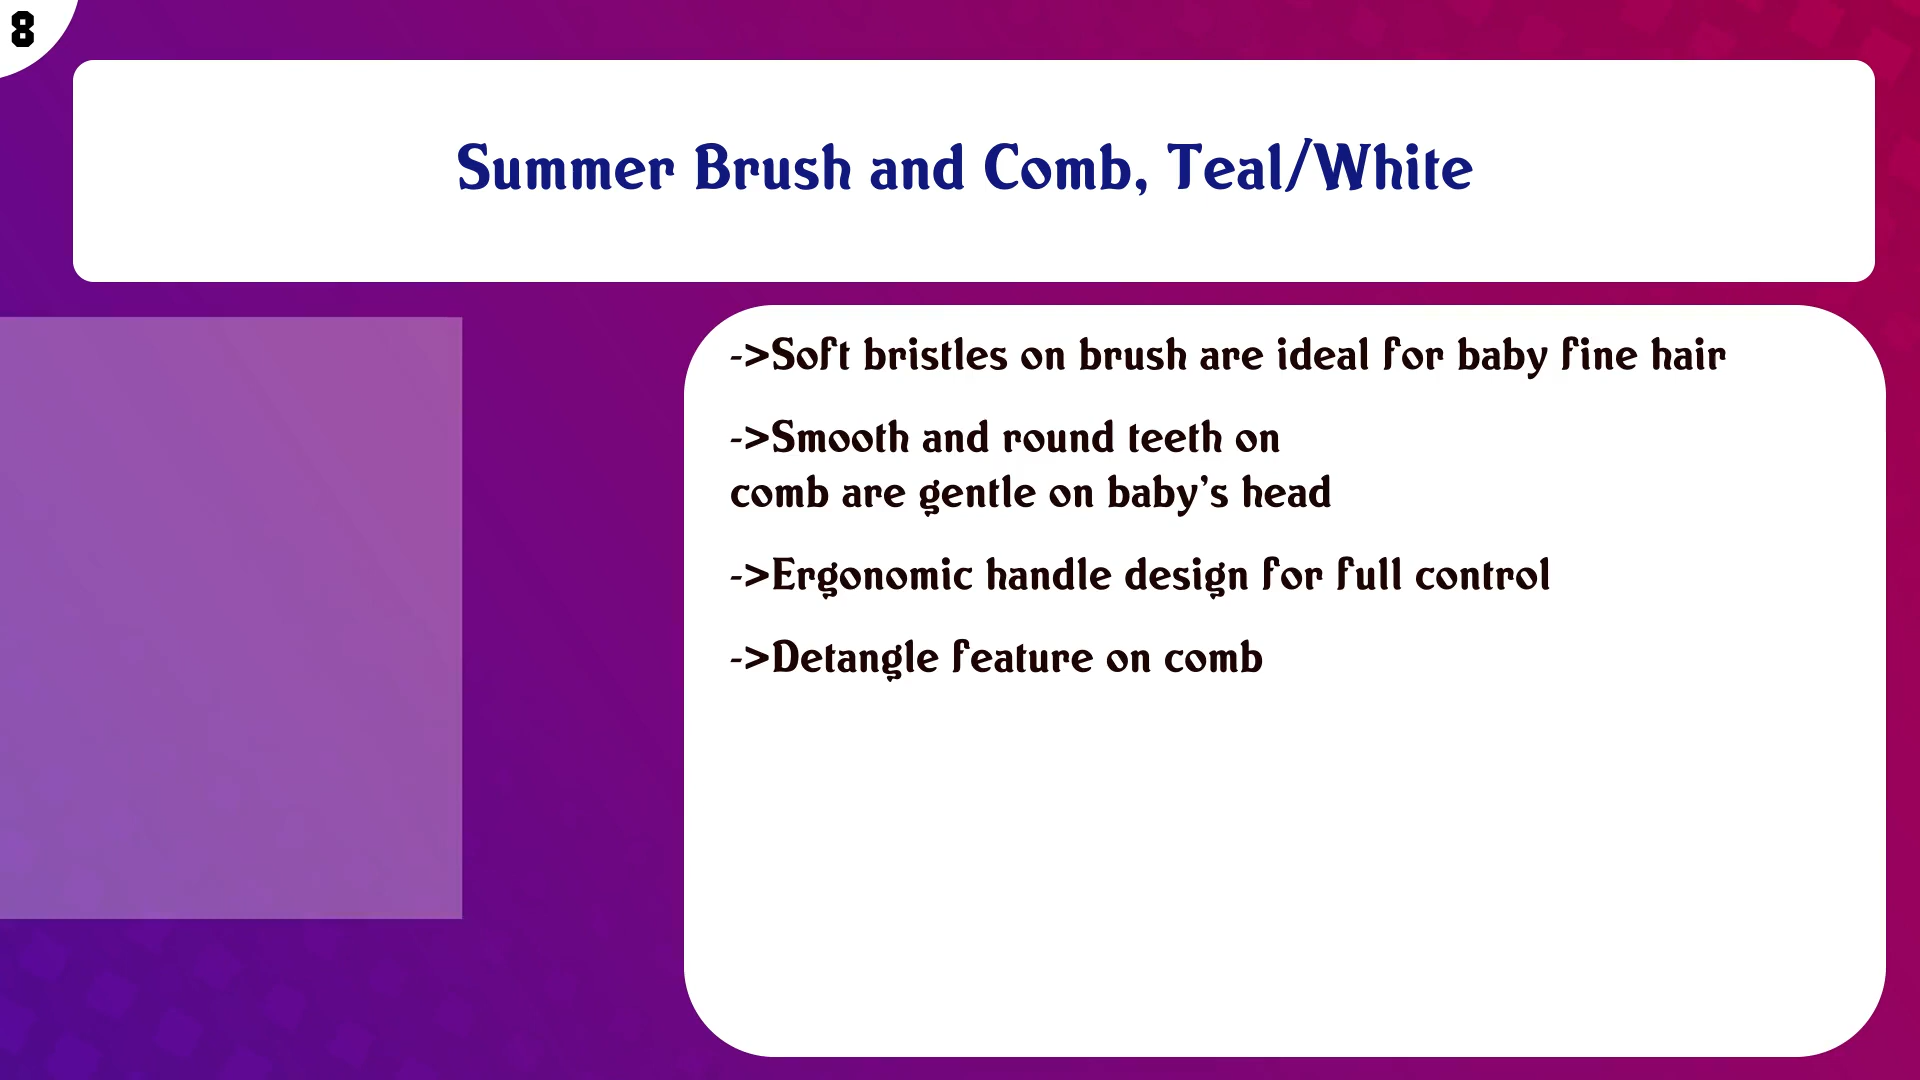 8
Summer Brush and Comb, Teal/White
->Soft bristles on brush are ideal for baby fine hair
->Smooth and round teeth on
comb are gentle on baby's head
->Ergonomic handle design for full control
->Detangle feature on comb